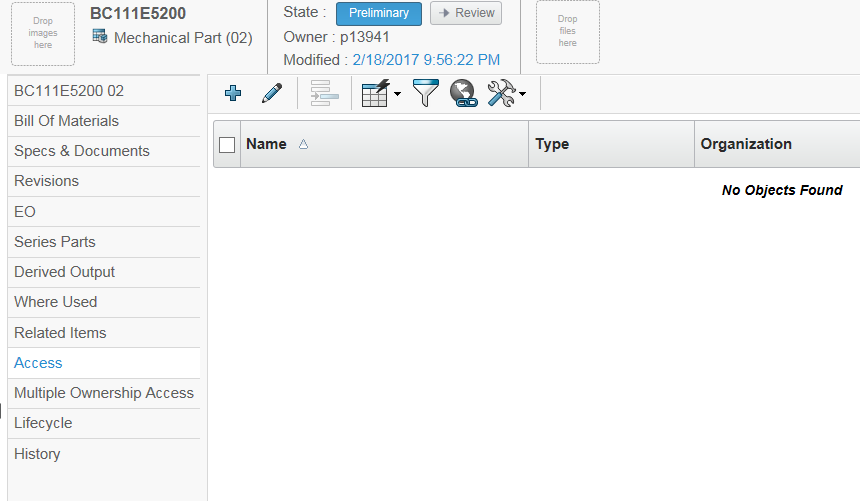 Drop
images
here
BC111E5200
Mechanical Part (02)
State : Preliminary Review
Owner : p13941
Modified : 2/18/2017 9:56:22 PM
Drop
files
here
BC111E5200 02
Bill Of Materials
Specs & Documents
Revisions
EO
Series Parts
Derived Output
Where Used
Related Items
Access
Multiple Ownership Access
Lifecycle
History
Name Type Organization
No Objects Found